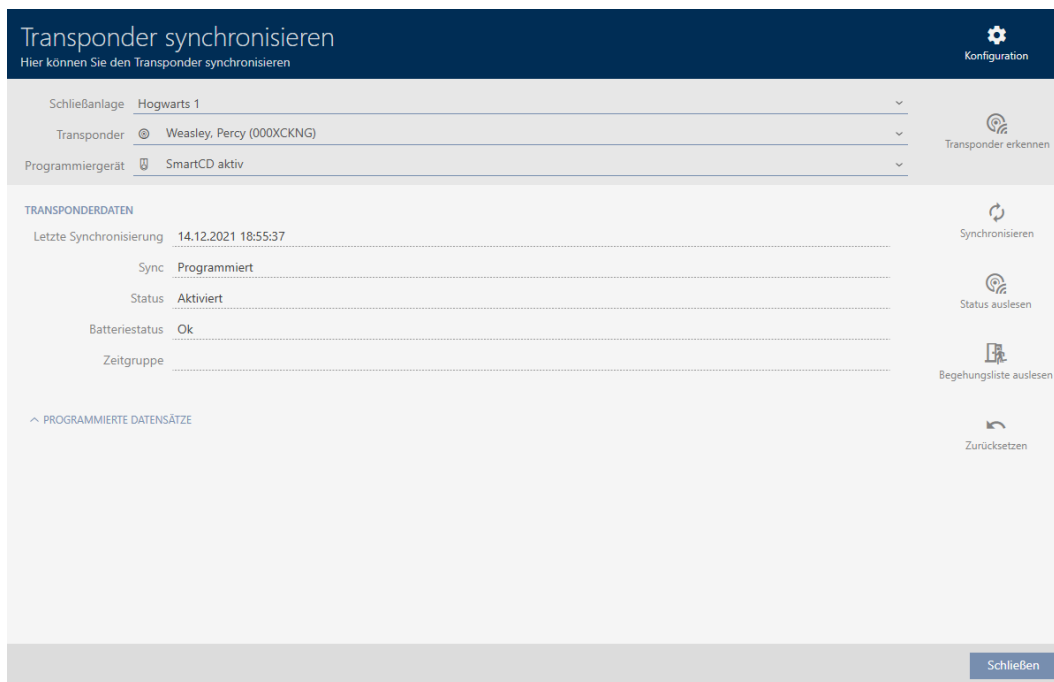 Transponder synchronisieren
Hier können Sie den Transponder synchronisieren
Konfiguration
Schließanlage Hogwarts 1
Transponder Weasley, Percy (000XCKNG)
Programmiergerät SmartCD aktiv
Transponder erkennen
TRANSPONDERDATEN
Letzte Synchronisierung 14.12.2021 18:55:37
Sync Programmiert
Status Aktiviert
Batteriestatus Ok
Zeitgruppe
PROGRAMMIERTE DATENSÄTZE
Synchronisieren
Status auslesen
Begehungsliste auslesen
Zurücksetzen
Schließen